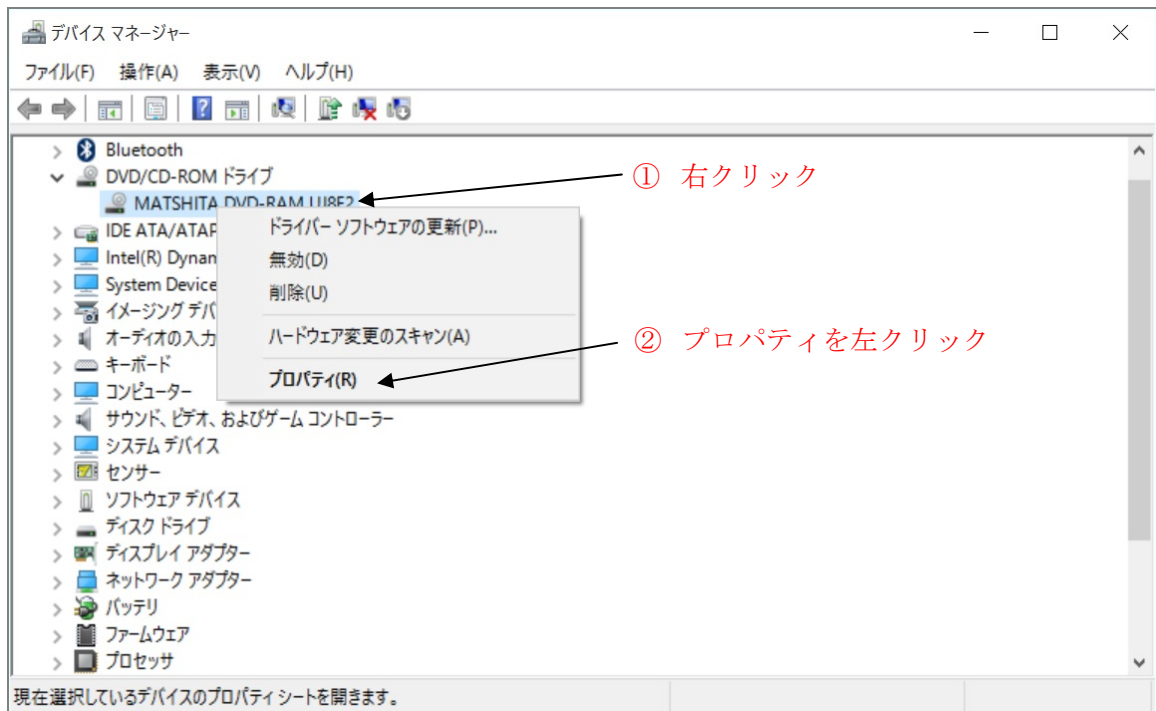 デバイス マネージャー
ファイル(F) 操作(A) 表示(V) ヘルプ(H)
Bluetooth
DVD/CD-ROM ドライブ
① 右クリック
MATSHITA DVD-RAM UJ8E2
ドライバー ソフトウェアの更新(P)...
IDE ATA/ATAP
Intel(R) Dynan
無効(D)
System Device
削除(U)
イメージング デバ
オーディオの入力
ハードウェア変更のスキャン(A)
② プロパティを左クリック
キーボード
プロパティ(R)
コンピューター
サウンド、ビデオ、およびゲーム コントローラー
システム デバイス
センサー
ソフトウェア デバイス
ディスク ドライブ
ディスプレイ アダプター
ネットワーク アダプター
バッテリ
ファームウェア
プロセッサ
現在選択しているデバイスのプロパティ シートを開きます。